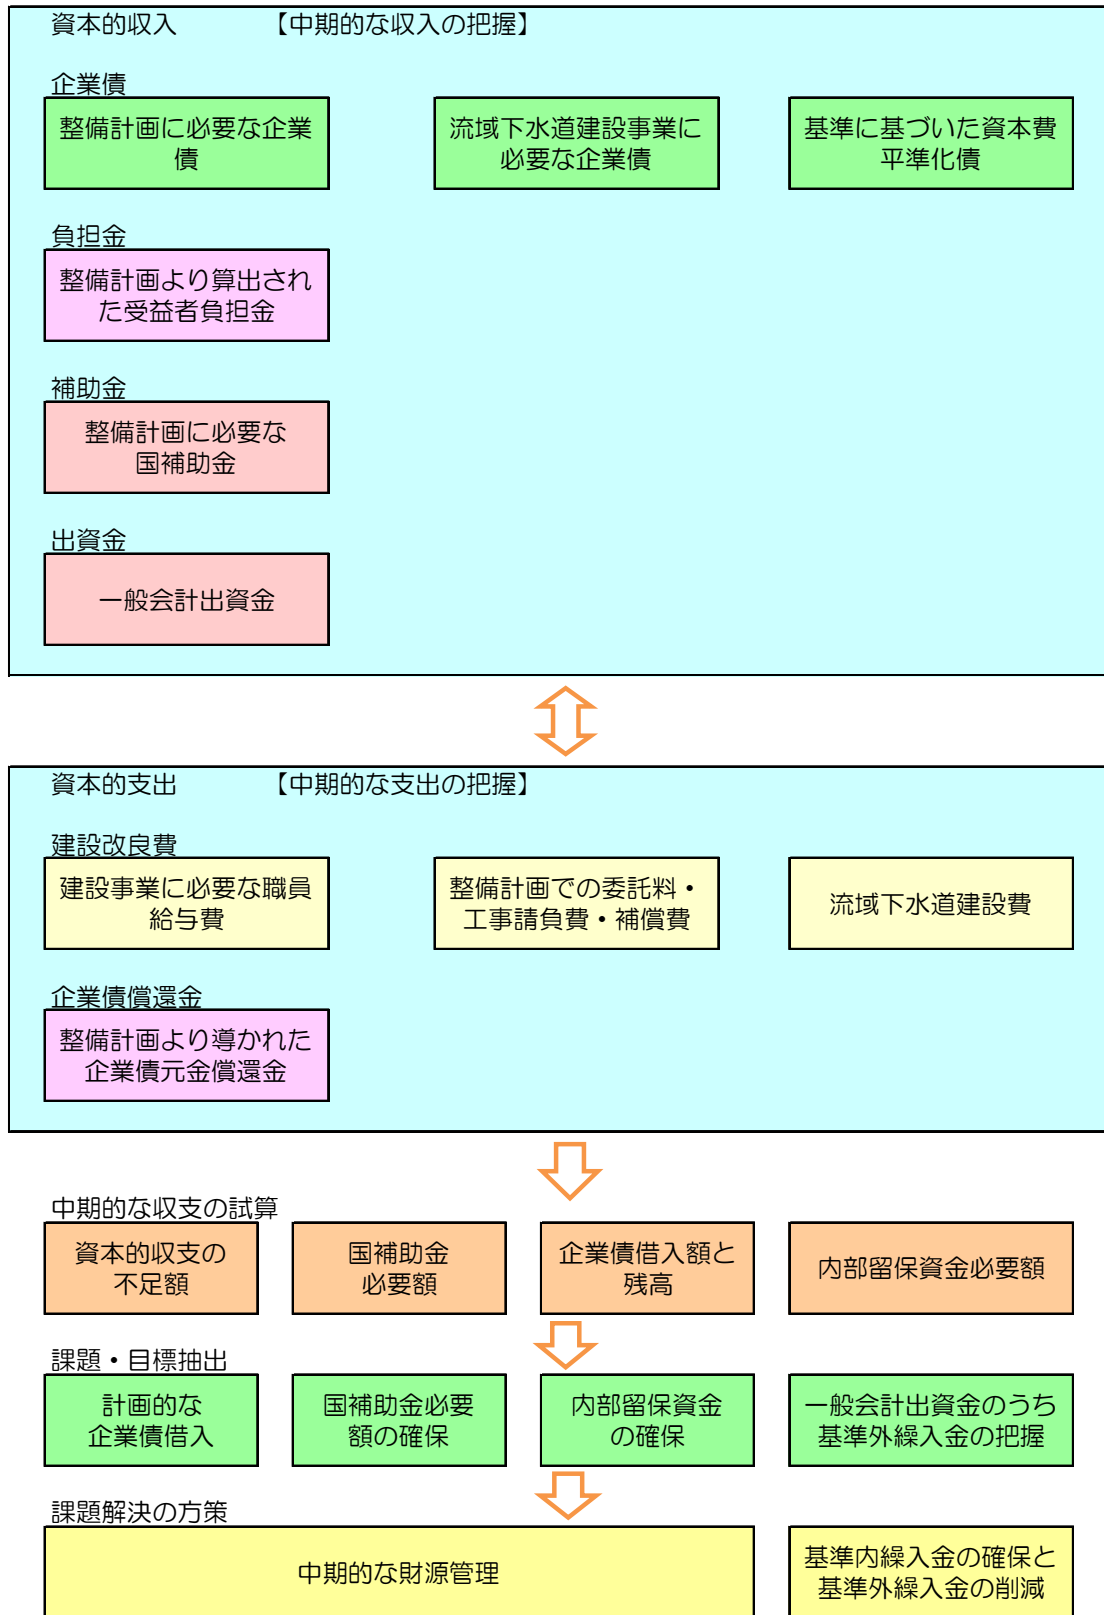 資本的収入 【中期的な収入の把握】
企業債
整備計画に必要な企業
債
流域下水道建設事業に
必要な企業債
基準に基づいた資本費
平準化債
負担金
整備計画より算出され
た受益者負担金
補助金
整備計画に必要な
国補助金
出資金
一般会計出資金
資本的支出 【中期的な支出の把握】
建設改良費
建設事業に必要な職員
給与費
整備計画での委託料・
工事請負費・補償費
流域下水道建設費
企業債償還金
整備計画より導かれた
企業債元金償還金
中期的な収支の試算
資本的収支の
不足額
国補助金
必要額
企業債借入額と
残高
内部留保資金必要額
課題・目標抽出
計画的な
企業債借入
国補助金必要
額の確保
内部留保資金
の確保
一般会計出資金のうち
基準外繰入金の把握
課題解決の方策
中期的な財源管理
基準内繰入金の確保と
基準外繰入金の削減